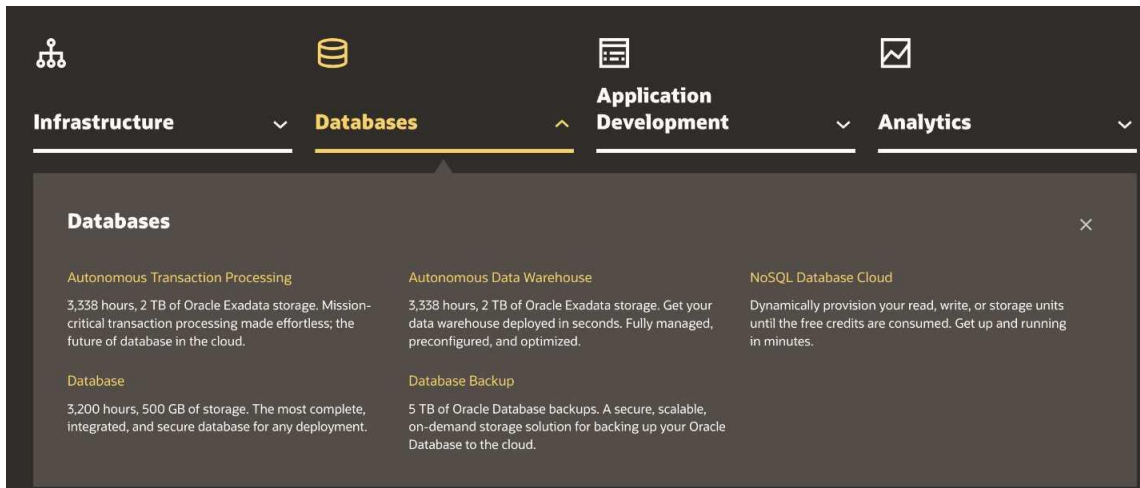 Infrastructure
Databases
Application
Development
Analytics
Databases
Autonomous Transaction Processing
3,338 hours, 2 TB of Oracle Exadata storage. Mission-
critical transaction processing made effortless; the
future of database in the cloud.
Autonomous Data Warehouse
3,338 hours, 2 TB of Oracle Exadata storage. Get your
data warehouse deployed in seconds. Fully managed,
preconfigured, and optimized.
NoSQL Database Cloud
Dynamically provision your read, write, or storage units
until the free credits are consumed. Get up and running
in minutes.
Database
3,200 hours, 500 GB of storage. The most complete,
integrated, and secure database for any deployment.
Database Backup
5 TB of Oracle Database backups. A secure, scalable,
on-demand storage solution for backing up your Oracle
Database to the cloud.